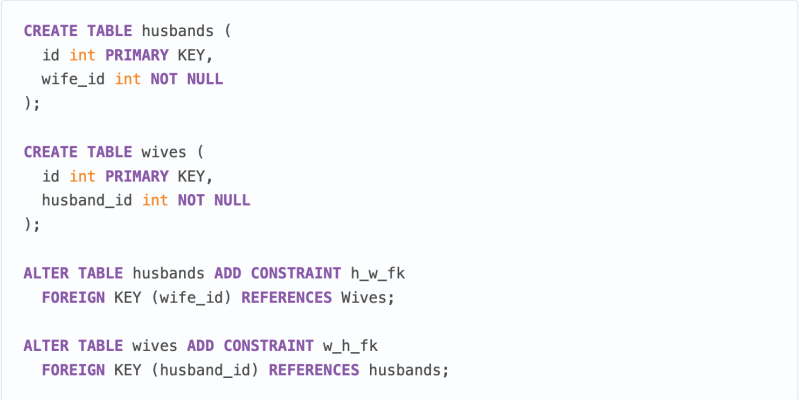 CREATE TABLE husbands (
id int PRIMARY KEY,
wife_id int NOT NULL
);
CREATE TABLE wives (
id int PRIMARY KEY,
husband_id int NOT NULL
);
ALTER TABLE husbands ADD CONSTRAINT h_w_fk
FOREIGN KEY (wife_id) REFERENCES Wives;
ALTER TABLE wives ADD CONSTRAINT w_h_fk
FOREIGN KEY (husband_id) REFERENCES husbands;